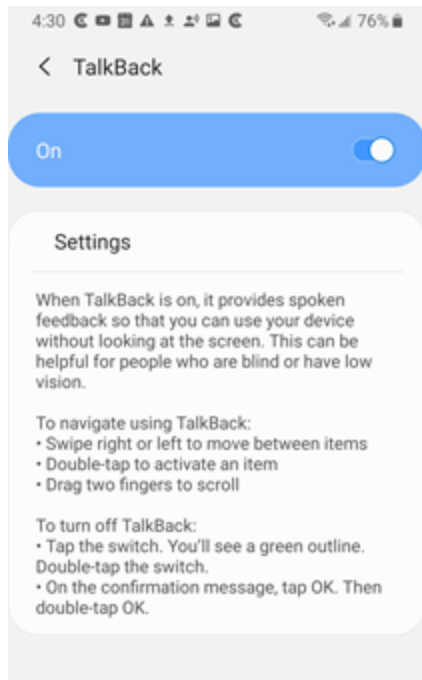 4:30
76%
TalkBack
On
Settings
When TalkBack is on, it provides spoken
feedback so that you can use your device
without looking at the screen. This can be
helpful for people who are blind or have low
vision.
To navigate using TalkBack:
• Swipe right or left to move between items
• Double-tap to activate an item
• Drag two fingers to scroll
To turn off TalkBack:
• Tap the switch. You'll see a green outline.
Double-tap the switch.
• On the confirmation message, tap OK. Then
double-tap OK.